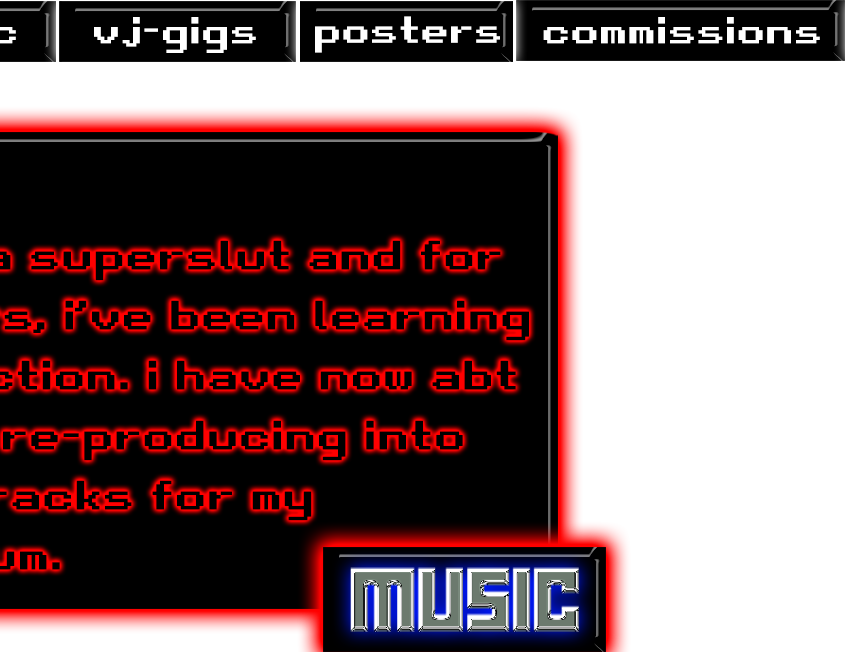 c vj-gigs posters commissions
a superslut and for
rs, i've been learning
ction. i have now abt
re-producing into
racks for my
um.
MUSIC